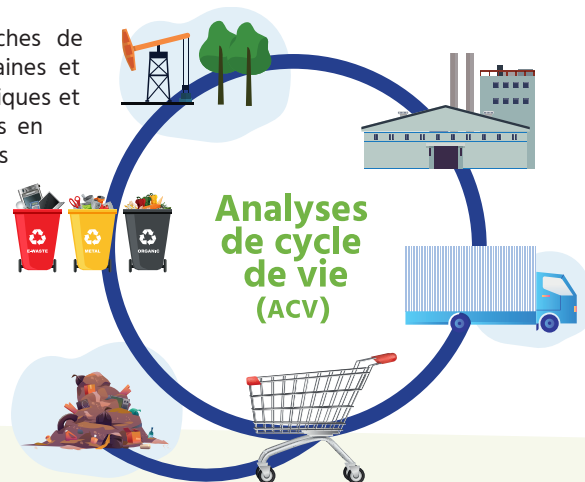 ches de
aines et
iques et
s en
s
Analyses
de cycle
de vie
(ACV)
E-WASTE
METAL
ORGANIC